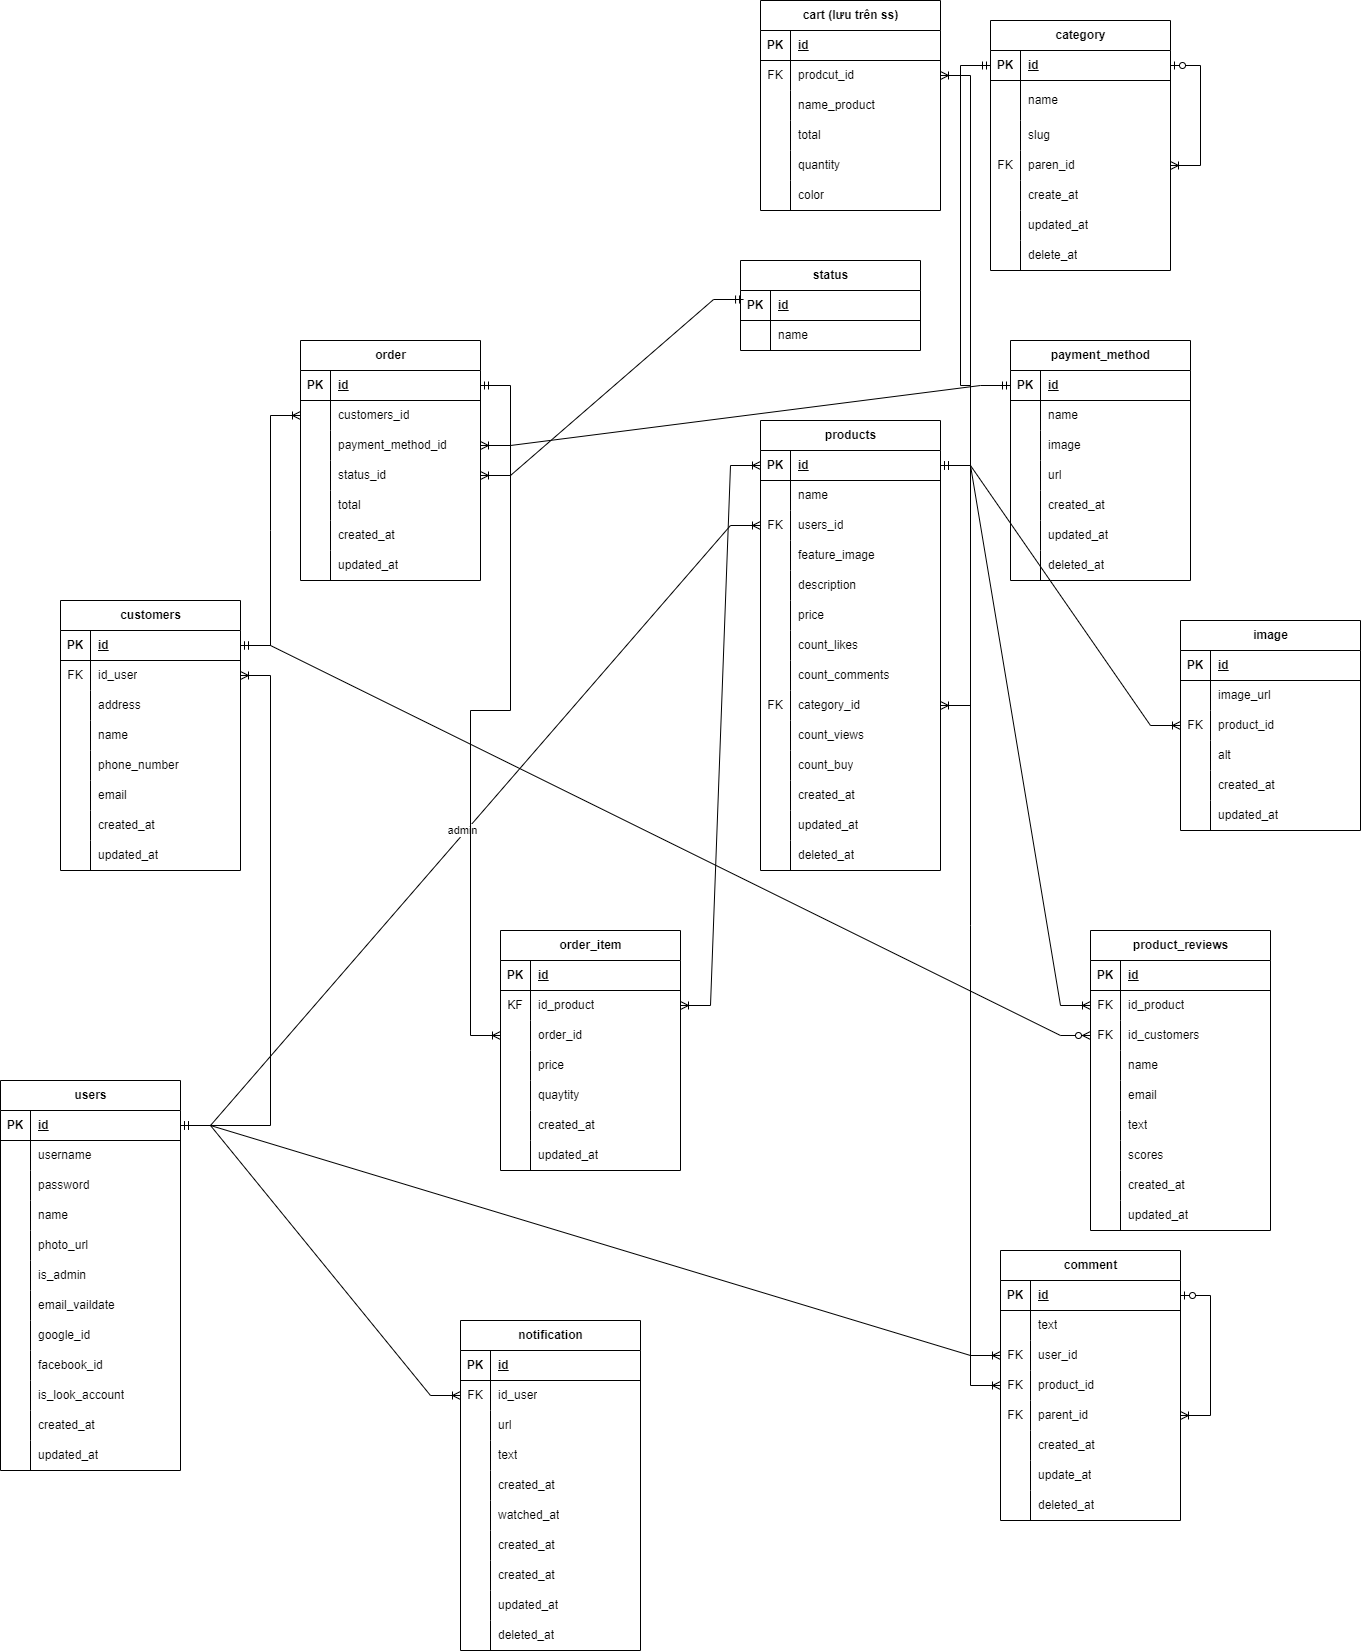 cart (lưu trên ss)
PK id
FK prodcut_id
name_product
total
quantity
color
category
PK id
name
slug
FK paren_id
create_at
updated_at
delete_at
status
PK id
name
order
PK id
customers_id
payment_method_id
status_id
total
created_at
updated_at
payment_method
PK id
name
image
url
created_at
updated_at
deleted_at
products
PK id
name
FK users_id
feature_image
description
price
count_likes
count_comments
FK category_id
count_views
count_buy
created_at
updated_at
deleted_at
customers
PK id
FK id_user
address
name
phone_number
email
created_at
updated_at
image
PK id
image_url
FK product_id
alt
created_at
updated_at
admin
order_item
PK id
KF id_product
order_id
price
quaytity
created_at
updated_at
product_reviews
PK id
FK id_product
FK id_customers
name
email
text
scores
created_at
updated_at
users
PK id
username
password
name
photo_url
is_admin
email_vaildate
google_id
facebook_id
is_look_account
created_at
updated_at
comment
PK id
text
FK user_id
FK product_id
FK parent_id
created_at
update_at
deleted_at
notification
PK id
FK id_user
url
text
created_at
watched_at
created_at
created_at
updated_at
deleted_at